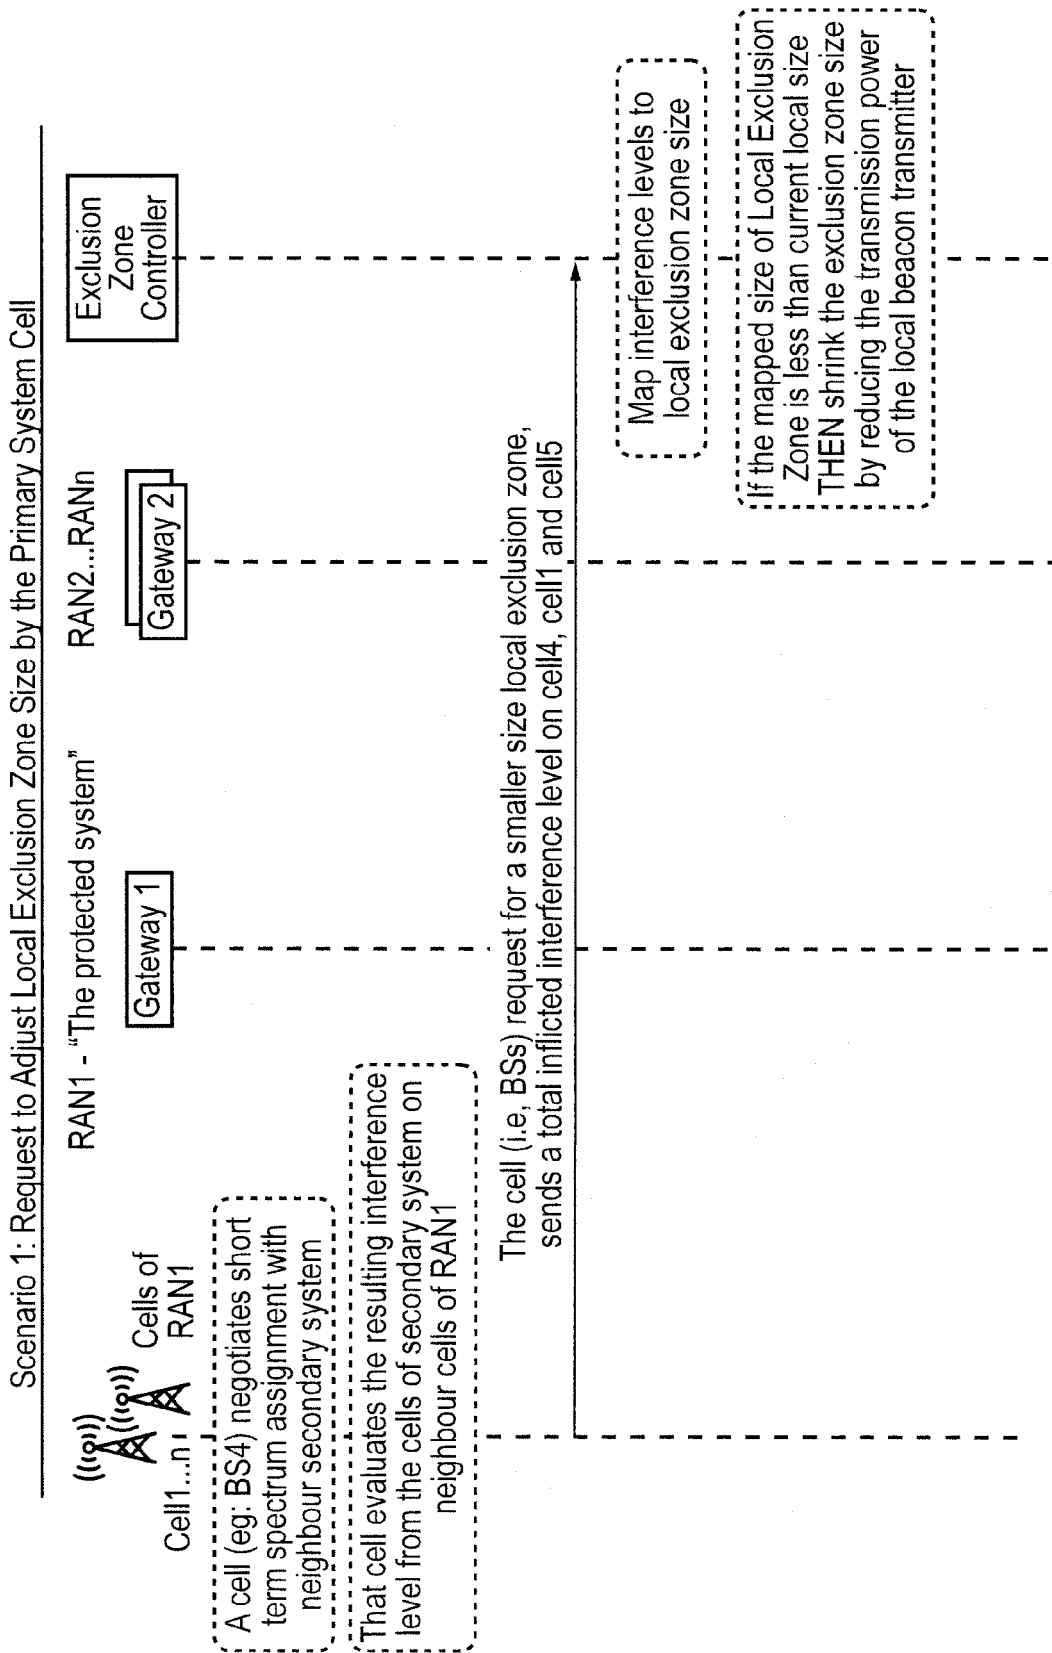 Scenario 1: Request to Adjust Local Exclusion Zone Size by the Primary System Cell
Cell1...n
Cells of
RAN1
RAN1 - “The protected system”
Gateway 1
RAN2...RANn
Gateway 2
Exclusion
Zone
Controller
A cell (eg: BS4) negotiates short
term spectrum assignment with
neighbour secondary system
That cell evaluates the resulting interference
level from the cells of secondary system on
neighbour cells of RAN1
The cell (i.e, BSs) request for a smaller size local exclusion zone,
sends a total inflicted interference level on cell4, cell1 and cell5
Map interference levels to
local exclusion zone size
If the mapped size of Local Exclusion
Zone is less than current local size
THEN shrink the exclusion zone size
by reducing the transmission power
of the local beacon transmitter